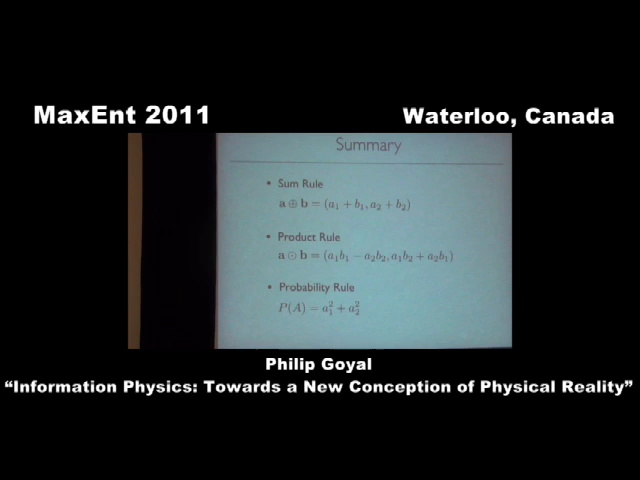 MaxEnt 2011
Waterloo, Canada
Summary
• Sum Rule
a ⊕ b = (a₁ + b₁, a₂ + b₂)
• Product Rule
a ⊙ b = (a₁b₁ − a₂b₂, a₁b₂ + a₂b₁)
• Probability Rule
P(A) = a₁² + a₂²
Philip Goyal
“Information Physics: Towards a New Conception of Physical Reality”